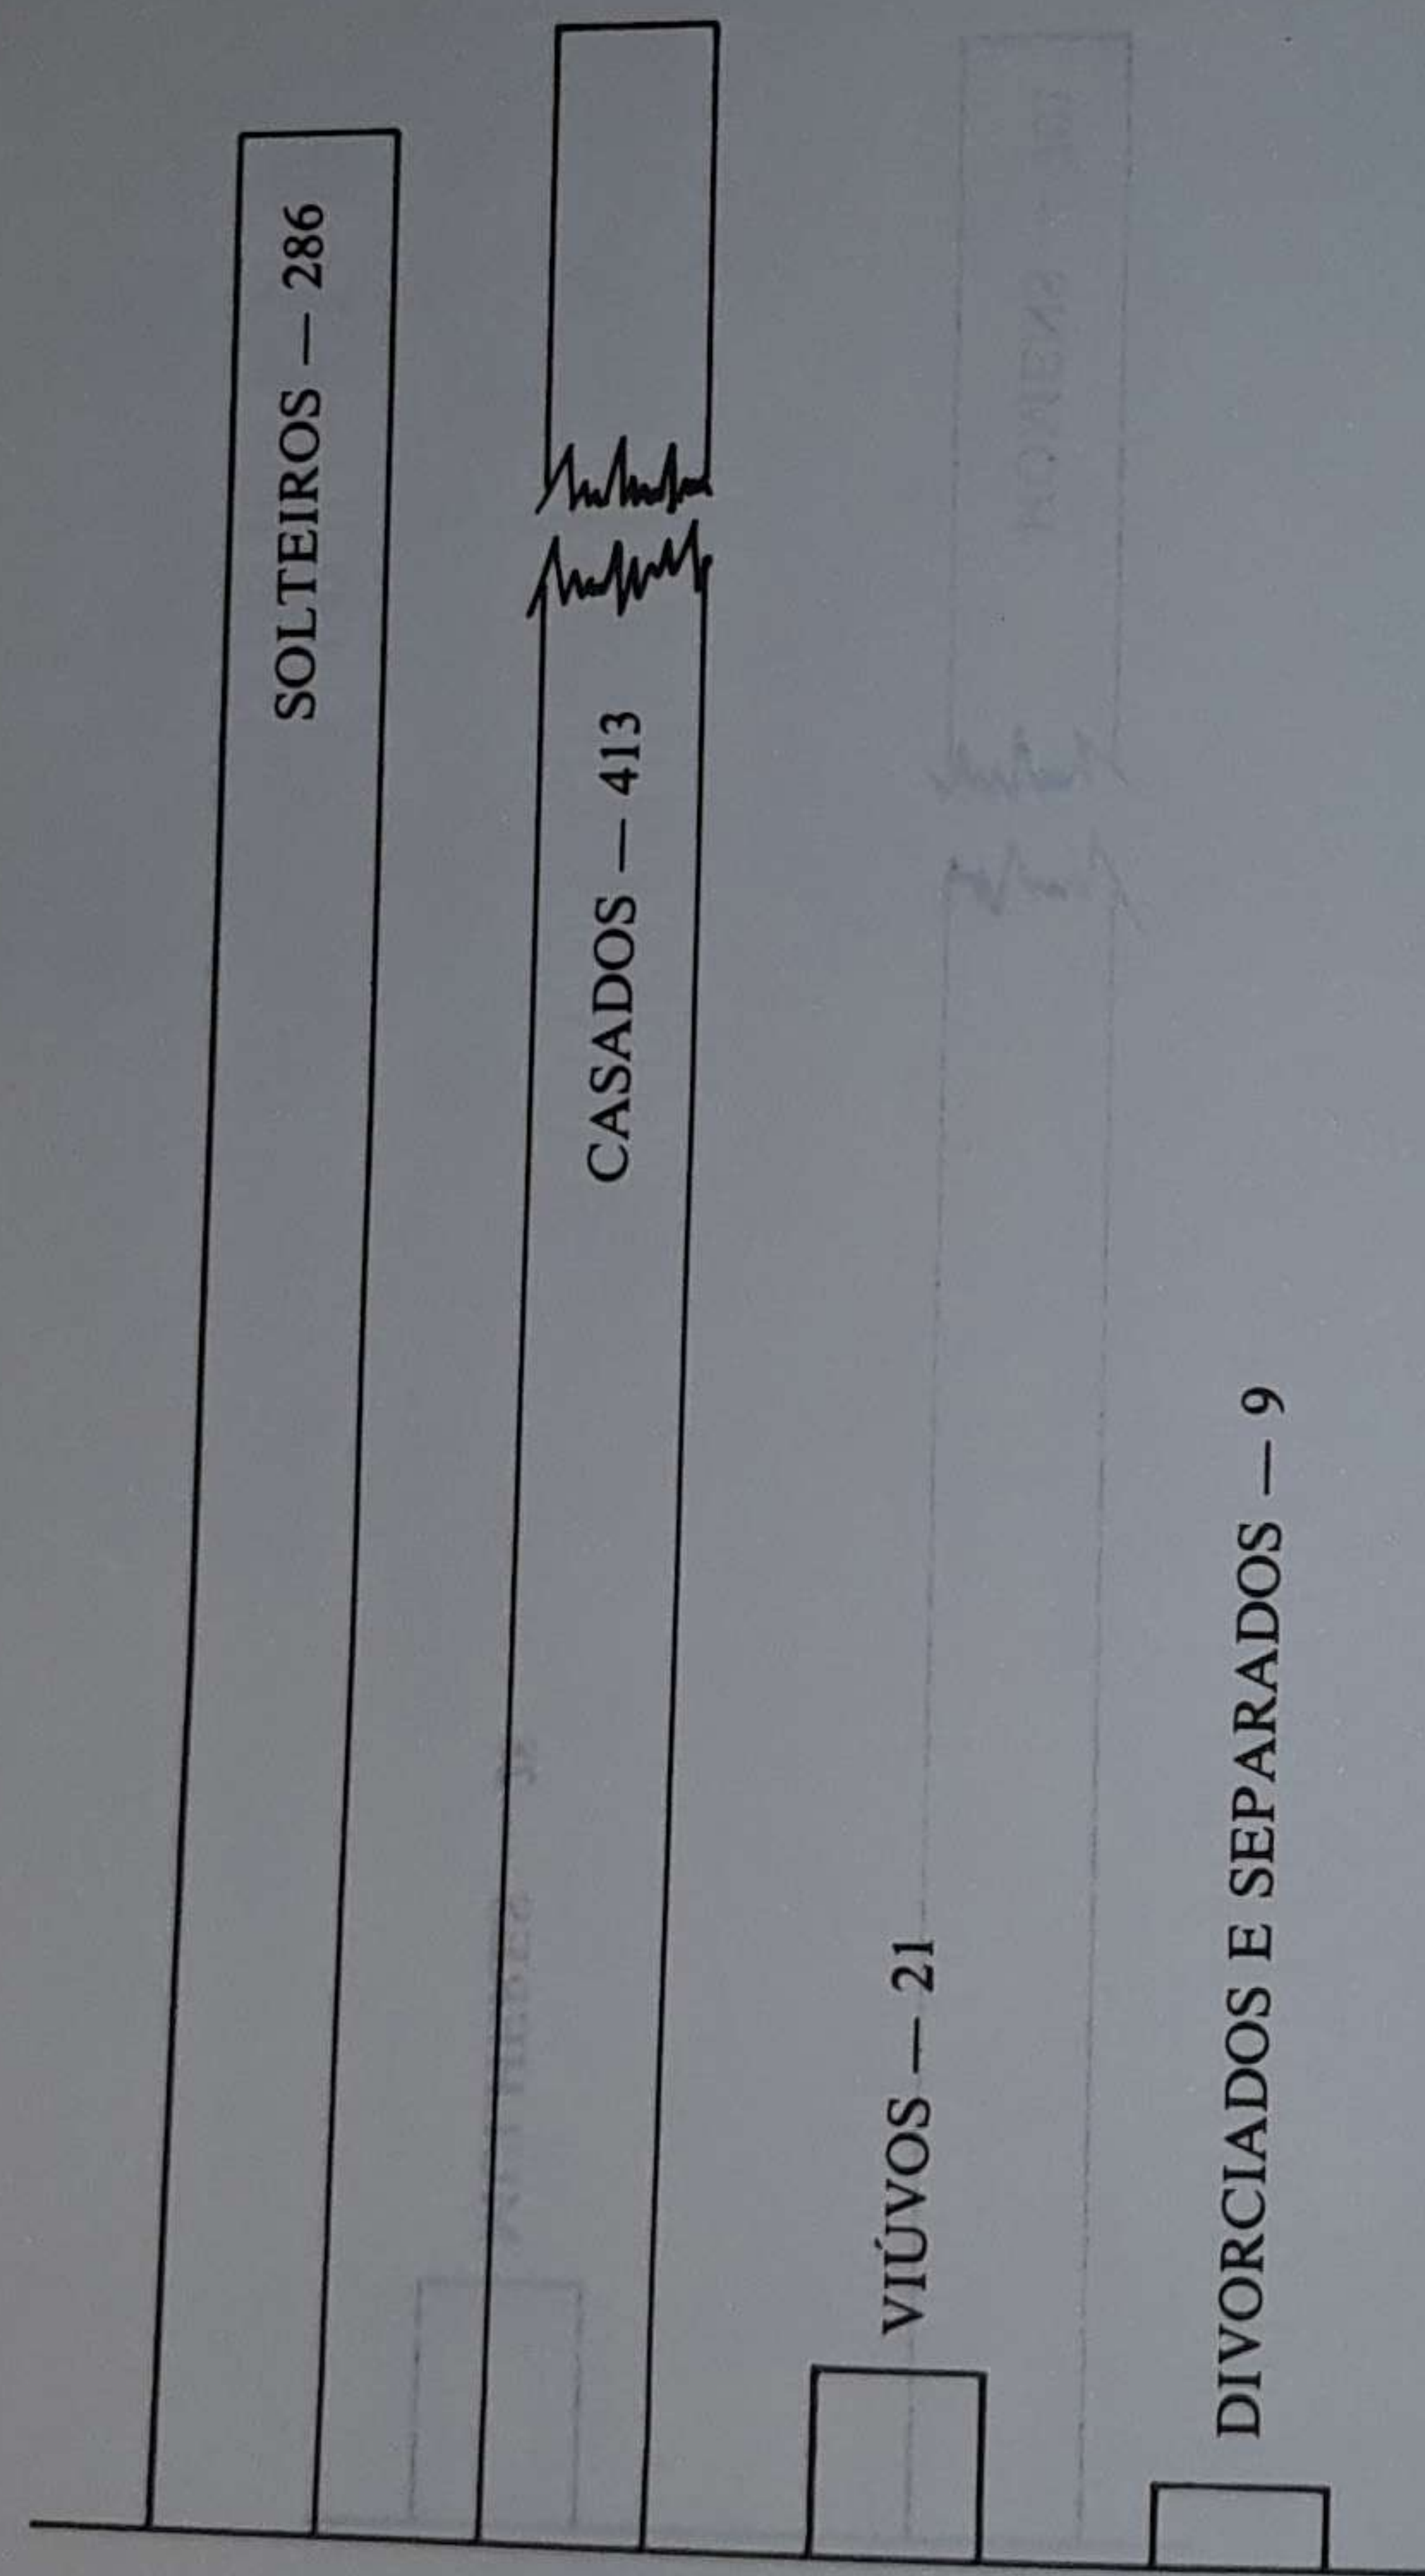 SOLTEIROS — 286
CASADOS — 413
VIÚVOS — 21
DIVORCIADOS E SEPARADOS — 9